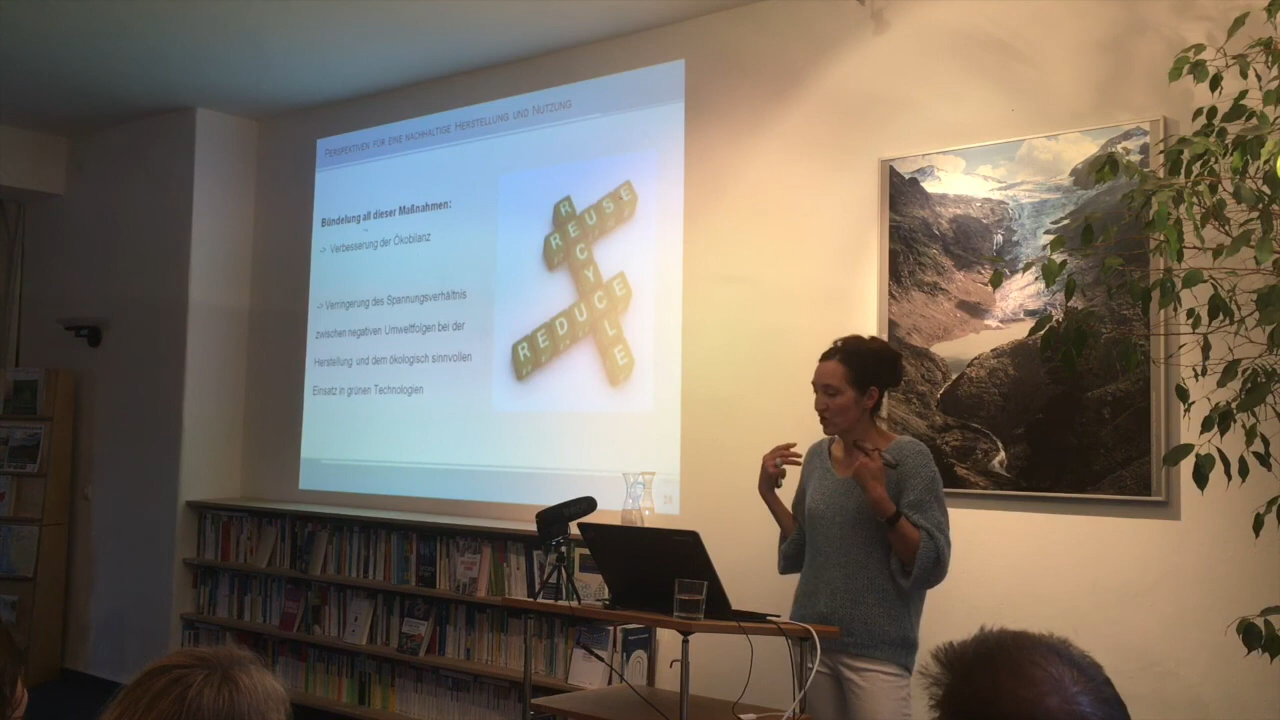 PERSPEKTIVEN FÜR EINE NACHHALTIGE HERSTELLUNG UND NUTZUNG
Bündelung all dieser Maßnahmen:
-> Verbesserung der Ökobilanz
-> Verringerung des Spannungsverhältnis
zwischen negativen Umweltfolgen bei der
Herstellung und dem ökologisch sinnvollen
Einsatz in grünen Technologien
REUSE
RECYCLE
REDUCE